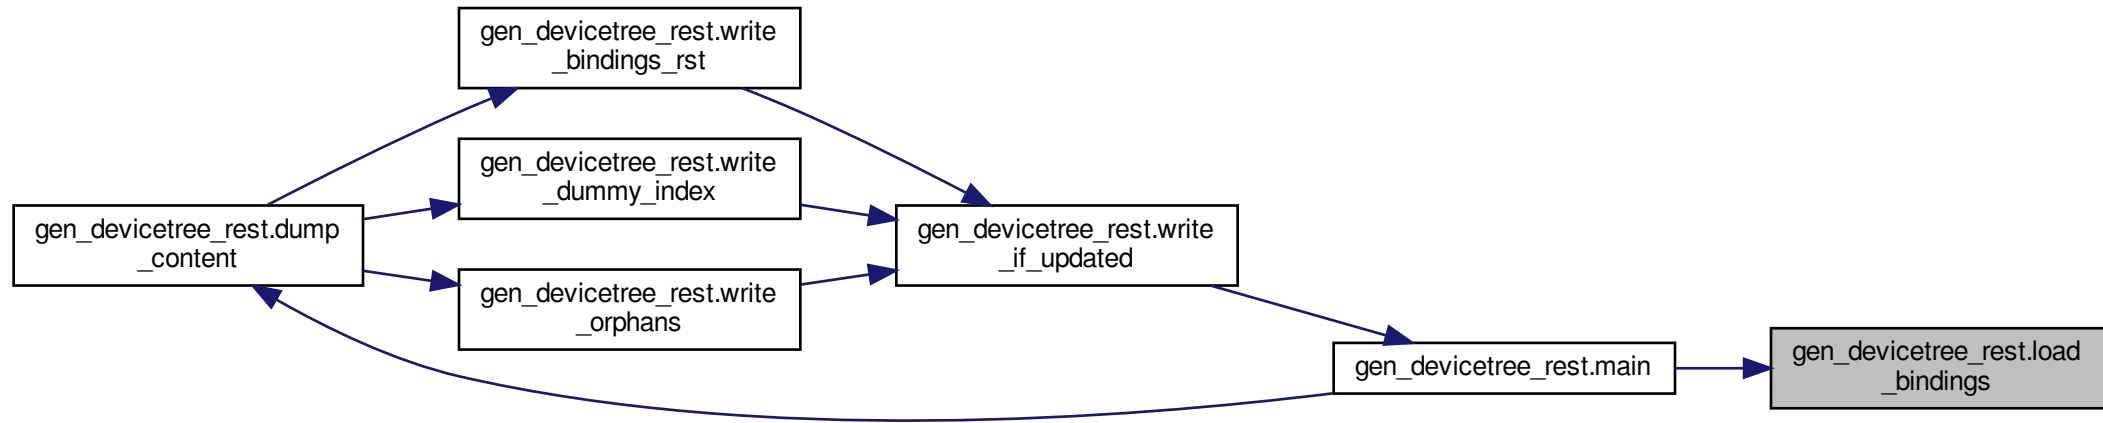 gen_devicetree_rest.write
_bindings_rst
gen_devicetree_rest.write
_dummy_index
gen_devicetree_rest.dump
_content
gen_devicetree_rest.write
_if_updated
gen_devicetree_rest.write
_orphans
gen_devicetree_rest.main
gen_devicetree_rest.load
_bindings